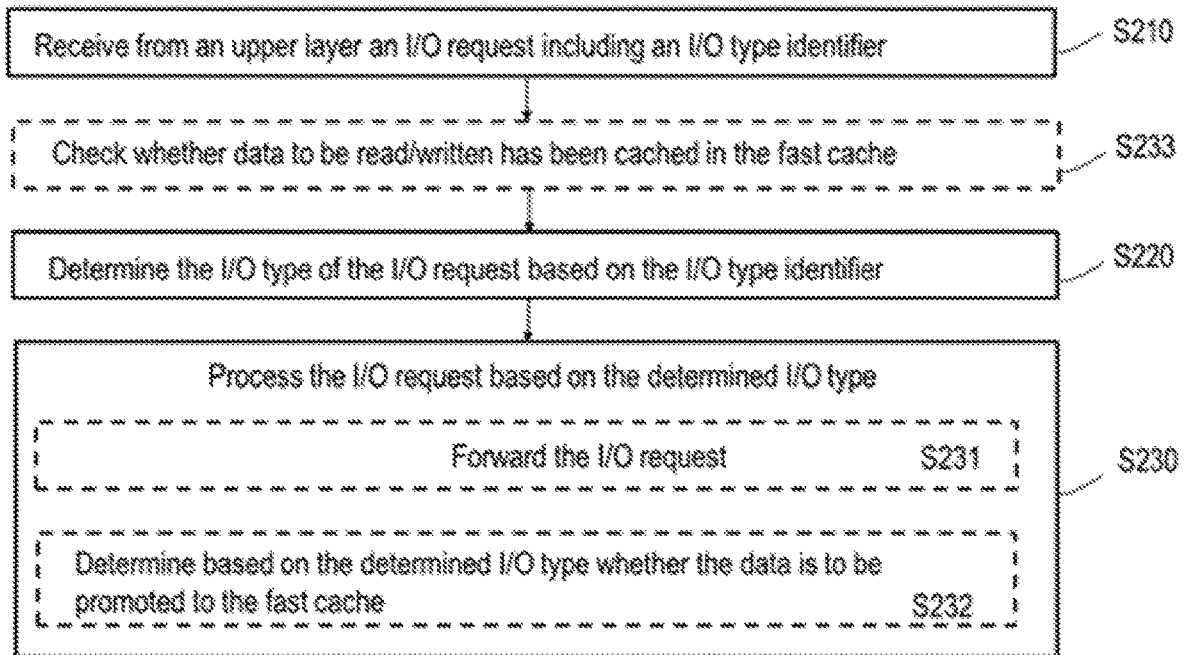 Receive from an upper layer an I/O request including an I/O type identifier
S210
Check whether data to be read/written has been cached in the fast cache
S233
Determine the I/O type of the I/O request based on the I/O type identifier
S220
Process the I/O request based on the determined I/O type
Forward the I/O request S231
S230
Determine based on the determined I/O type whether the data is to be
promoted to the fast cache S232